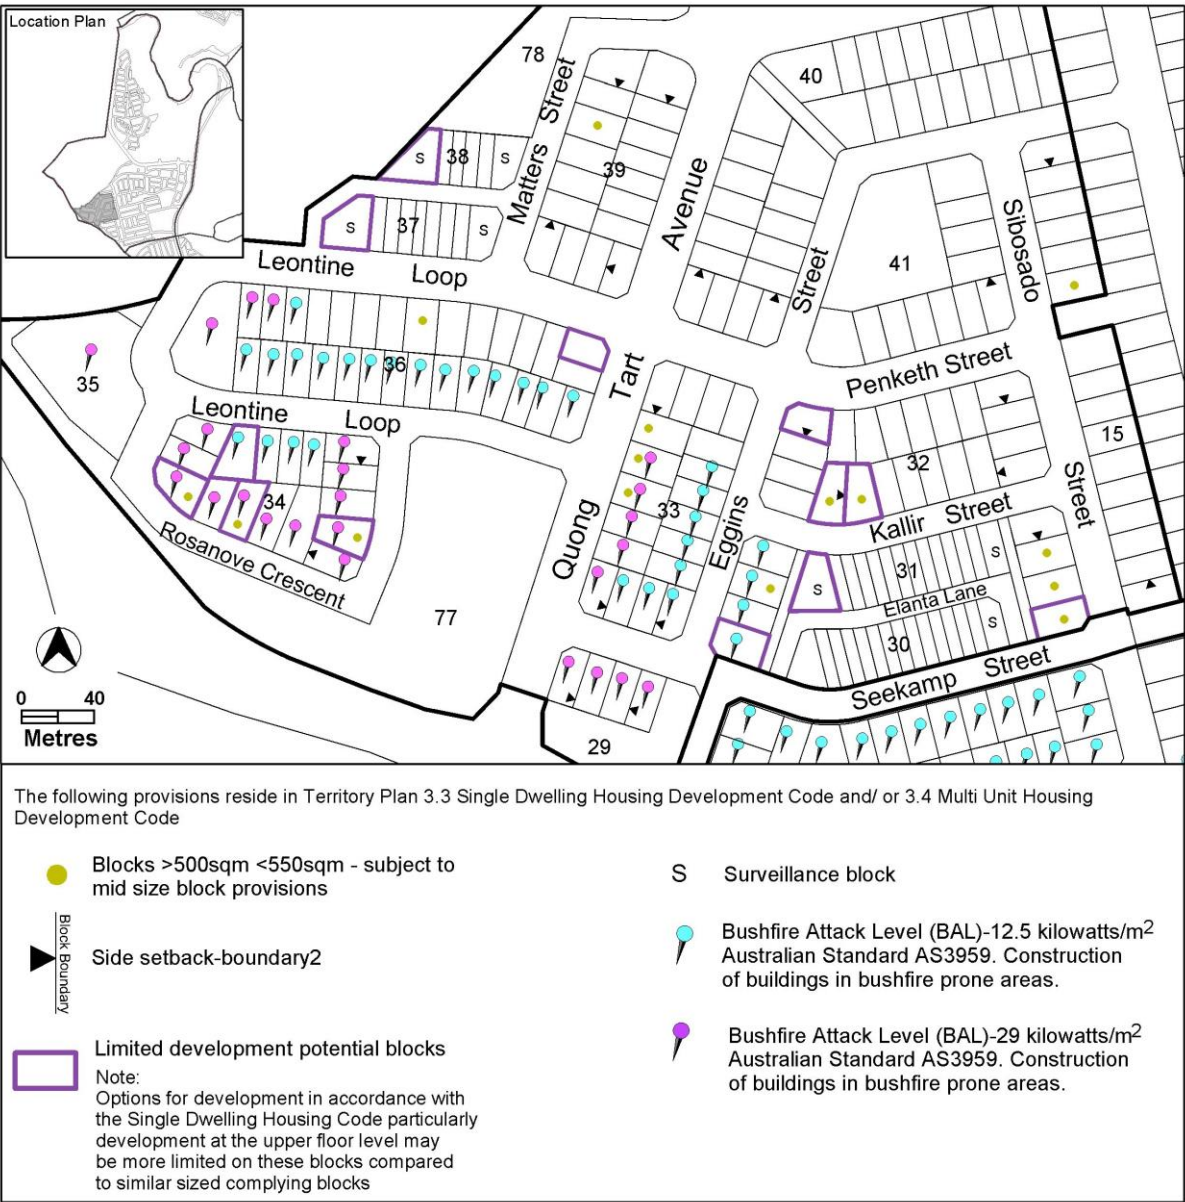 Location Plan
78
Matters Street
40
38
S
S
39
37
S
S
Avenue
Street
41
Sibosado
Leontine Loop
36
35
Tart
Penketh Street
15
Leontine Loop
34
33
32
Quong
Eggins
Kallir Street
Street
Rosanove Crescent
31
S
S
Elanta Lane
30
S
77
Seekamp Street
29
0 40
Metres
The following provisions reside in Territory Plan 3.3 Single Dwelling Housing Development Code and/ or 3.4 Multi Unit Housing
Development Code
Blocks >500sqm <550sqm - subject to
mid size block provisions
Block Boundary
Side setback-boundary2
Limited development potential blocks
Note:
Options for development in accordance with
the Single Dwelling Housing Code particularly
development at the upper floor level may
be more limited on these blocks compared
to similar sized complying blocks
S Surveillance block
Bushfire Attack Level (BAL)-12.5 kilowatts/m²
Australian Standard AS3959. Construction
of buildings in bushfire prone areas.
Bushfire Attack Level (BAL)-29 kilowatts/m²
Australian Standard AS3959. Construction
of buildings in bushfire prone areas.